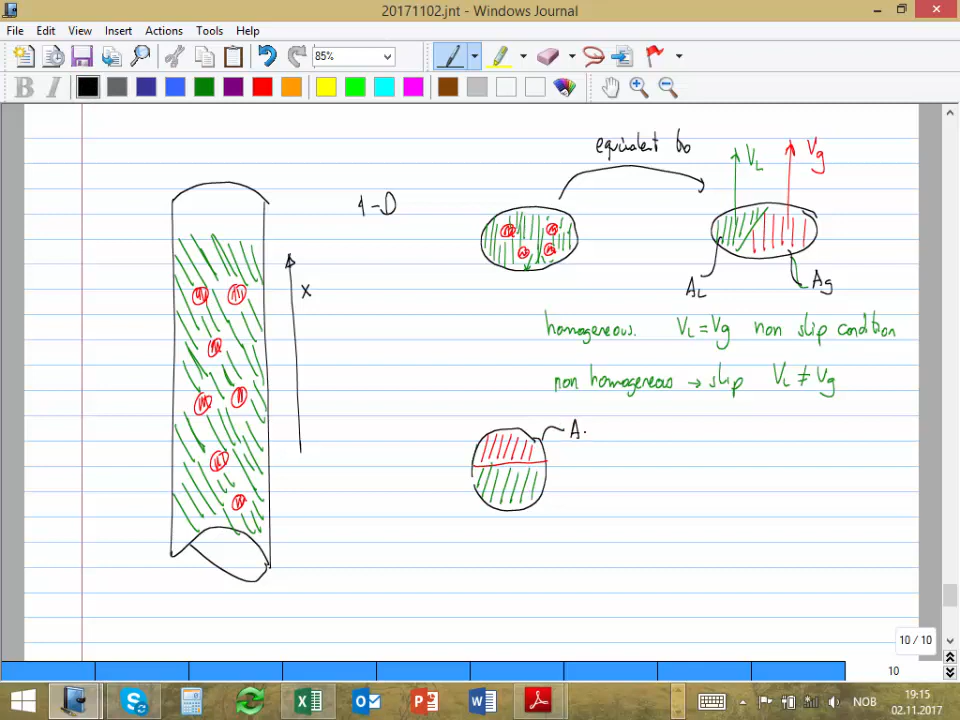 20171102.jnt - Windows Journal
File Edit View Insert Actions Tools Help
85%
B I
equivalent to
VL
Vg
1-D
x
AL
Ag
homogeneous. VL = Vg non slip condition
non homogeneous → slip VL ≠ Vg
A.
10 / 10
10
NOB
19:15
02.11.2017